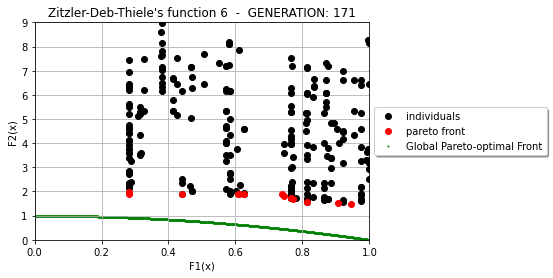 Zitzler-Deb-Thiele's function 6 - GENERATION: 171
9
8
7
6
5
4
3
2
1
0
F2(x)
0.0 0.2 0.4 0.6 0.8 1.0
F1(x)
individuals
pareto front
Global Pareto-optimal Front